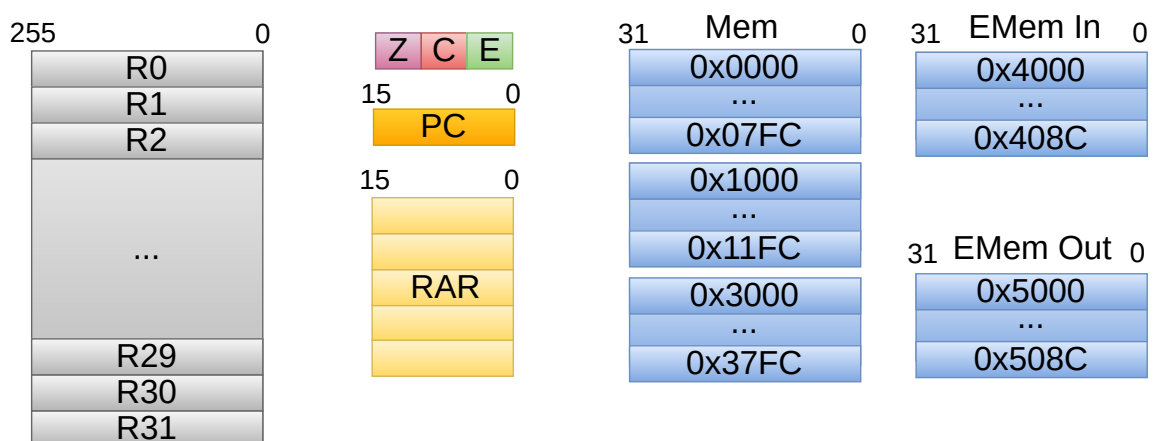 255 0
R0
R1
R2
...
R29
R30
R31
Z C E
15 0
PC
15 0
RAR
31 Mem 0
0x0000
...
0x07FC
0x1000
...
0x11FC
0x3000
...
0x37FC
31 EMem In 0
0x4000
...
0x408C
31 EMem Out 0
0x5000
...
0x508C